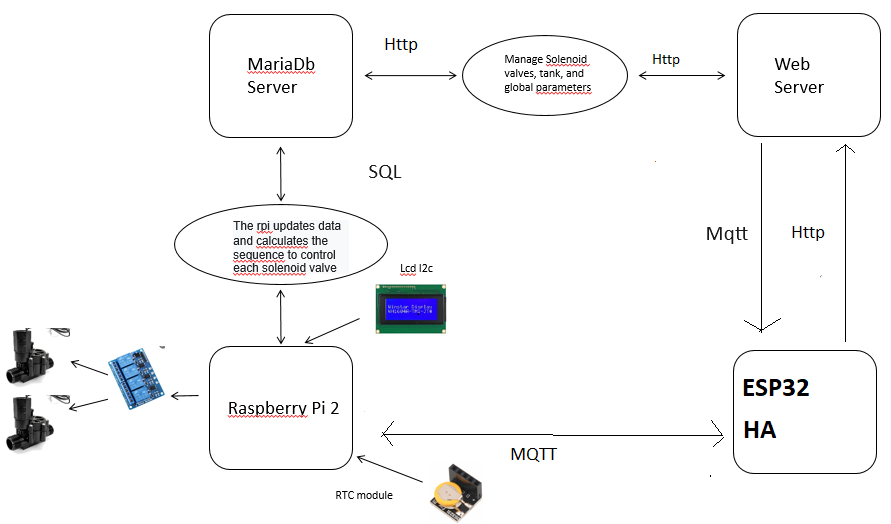 MariaDb
Server
Http
Manage Solenoid
valves, tank, and
global parameters
Http
Web
Server
SQL
The rpi updates data
and calculates the
sequence to control
each solenoid valve
Mqtt
Http
Lcd I2c
Winstar Display
Raspberry Pi 2
ESP32
HA
MQTT
RTC module